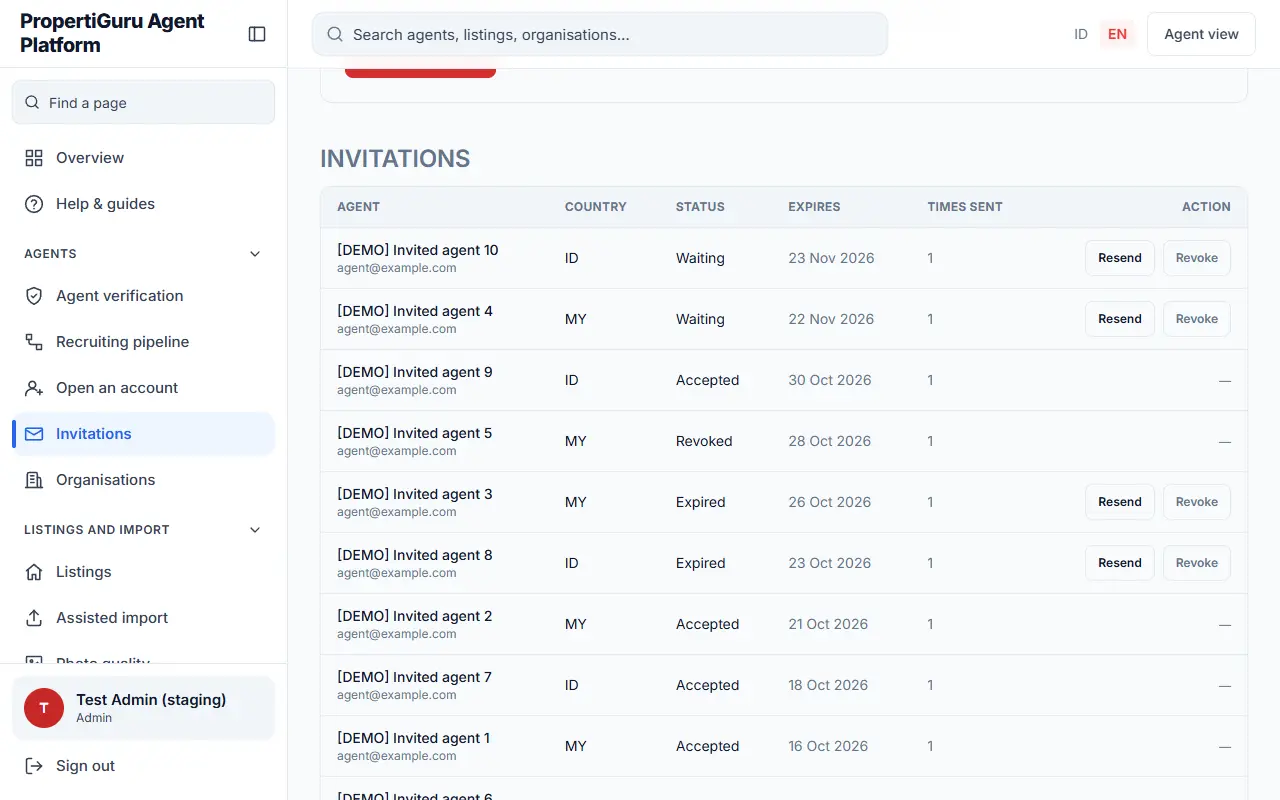 PropertiGuru Agent Platform
Search agents, listings, organisations...
ID
EN
Agent view
Find a page
Overview
Help & guides
AGENTS
Agent verification
Recruiting pipeline
Open an account
Invitations
Organisations
LISTINGS AND IMPORT
Listings
Assisted import
Photo quality
T
Test Admin (staging)
Admin
Sign out
INVITATIONS
AGENT COUNTRY STATUS EXPIRES TIMES SENT ACTION
[DEMO] Invited agent 10
agent@example.com
ID Waiting 23 Nov 2026 1 Resend Revoke
[DEMO] Invited agent 4
agent@example.com
MY Waiting 22 Nov 2026 1 Resend Revoke
[DEMO] Invited agent 9
agent@example.com
ID Accepted 30 Oct 2026 1 —
[DEMO] Invited agent 5
agent@example.com
MY Revoked 28 Oct 2026 1 —
[DEMO] Invited agent 3
agent@example.com
MY Expired 26 Oct 2026 1 Resend Revoke
[DEMO] Invited agent 8
agent@example.com
ID Expired 23 Oct 2026 1 Resend Revoke
[DEMO] Invited agent 2
agent@example.com
MY Accepted 21 Oct 2026 1 —
[DEMO] Invited agent 7
agent@example.com
ID Accepted 18 Oct 2026 1 —
[DEMO] Invited agent 1
agent@example.com
MY Accepted 16 Oct 2026 1 —
[DEMO] Invited agent 6